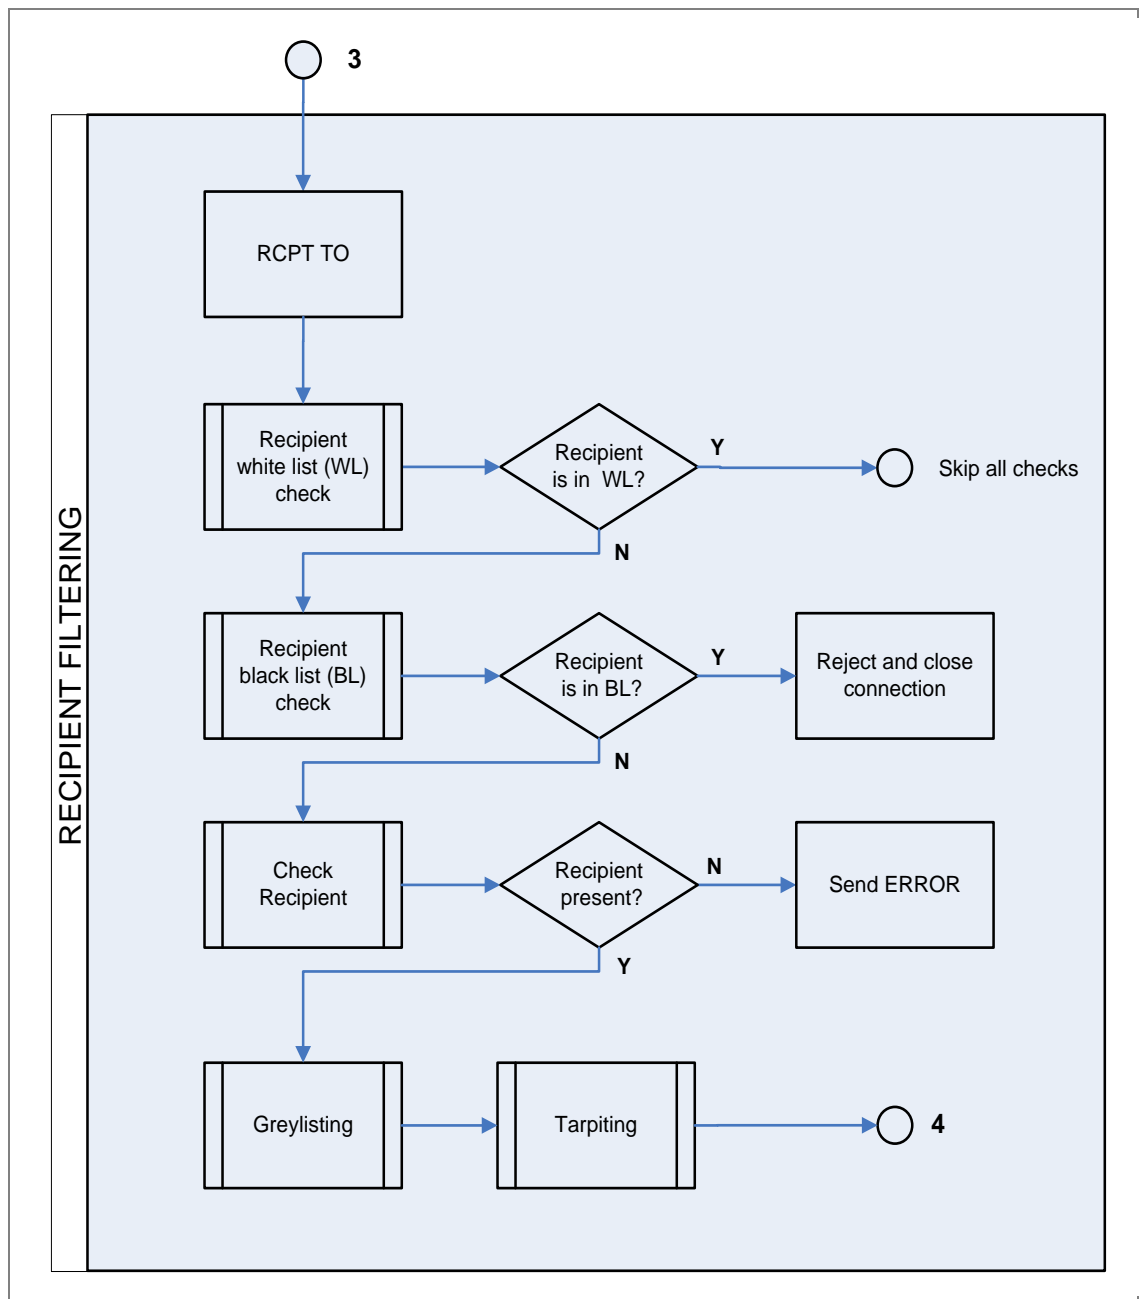 3
RECIPIENT FILTERING
RCPT TO
Recipient
white list (WL)
check
Recipient
is in WL?
Y
Skip all checks
N
Recipient
black list (BL)
check
Recipient
is in BL?
Y
Reject and close
connection
N
Check
Recipient
Recipient
present?
N
Send ERROR
Y
Greylisting
Tarpiting
4